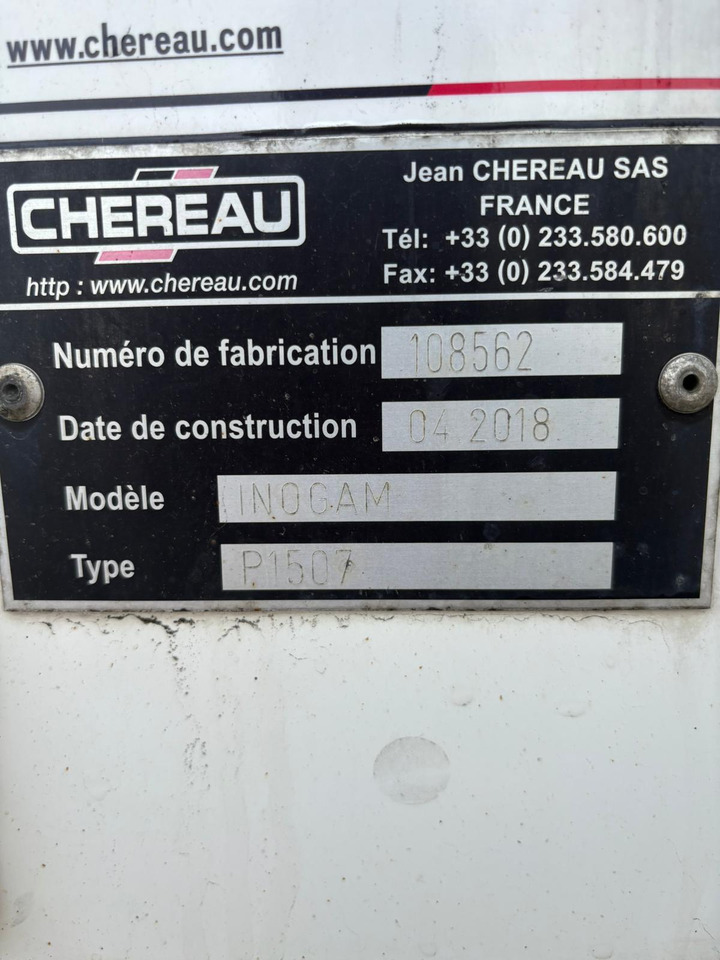 www.chereau.com
CHEREAU
http : www.chereau.com
Jean CHEREAU SAS
FRANCE
Tél: +33 (0) 233.580.600
Fax: +33 (0) 233.584.479
Numéro de fabrication 108562
Date de construction 04 2018
Modèle INOGAM
Type P1507